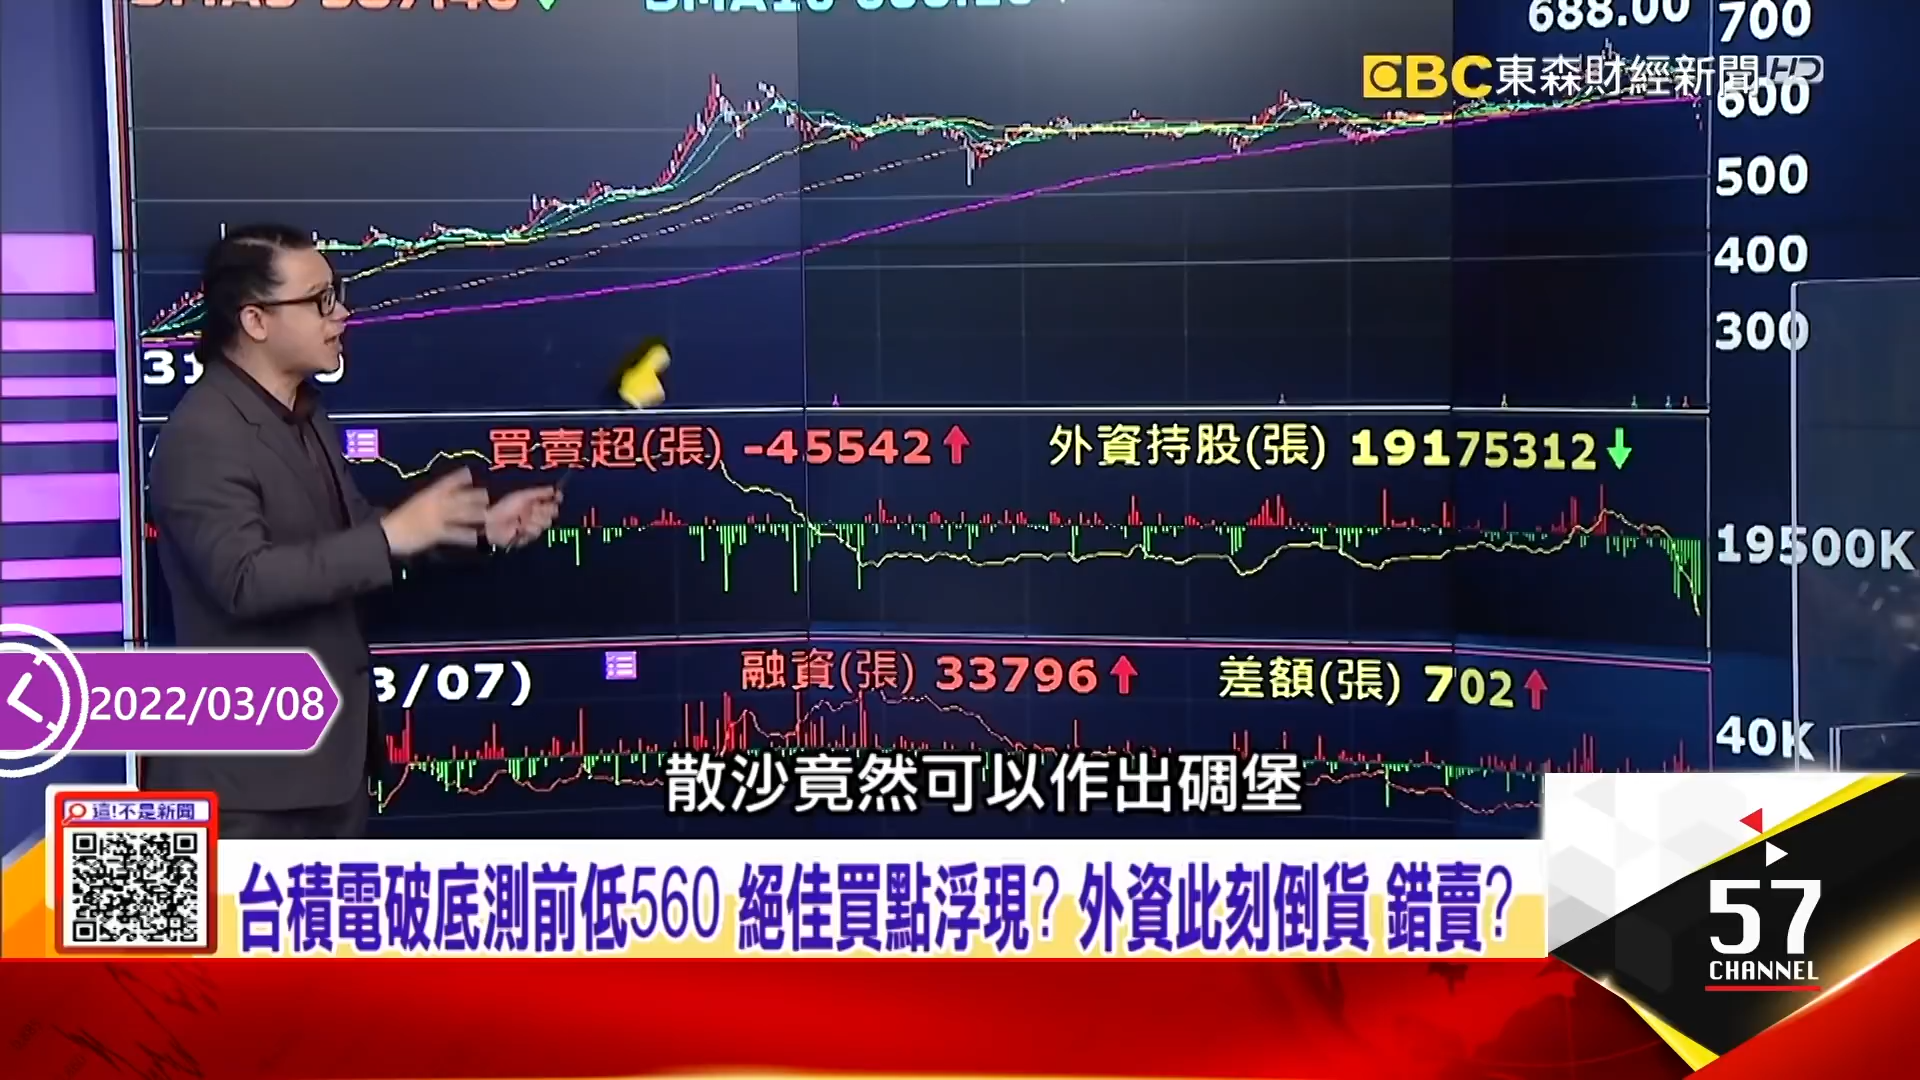 688.00
700
EBC東森財經新聞 HD
600
500
400
300
買賣超(張) -45542 外資持股(張) 19175312
19500K
3/07) 融資(張) 33796 差額(張) 702
40K
2022/03/08
散沙竟然可以作出碉堡
這!不是新聞
台積電破底測前低560 絕佳買點浮現? 外資此刻倒貨 錯賣?
57
CHANNEL